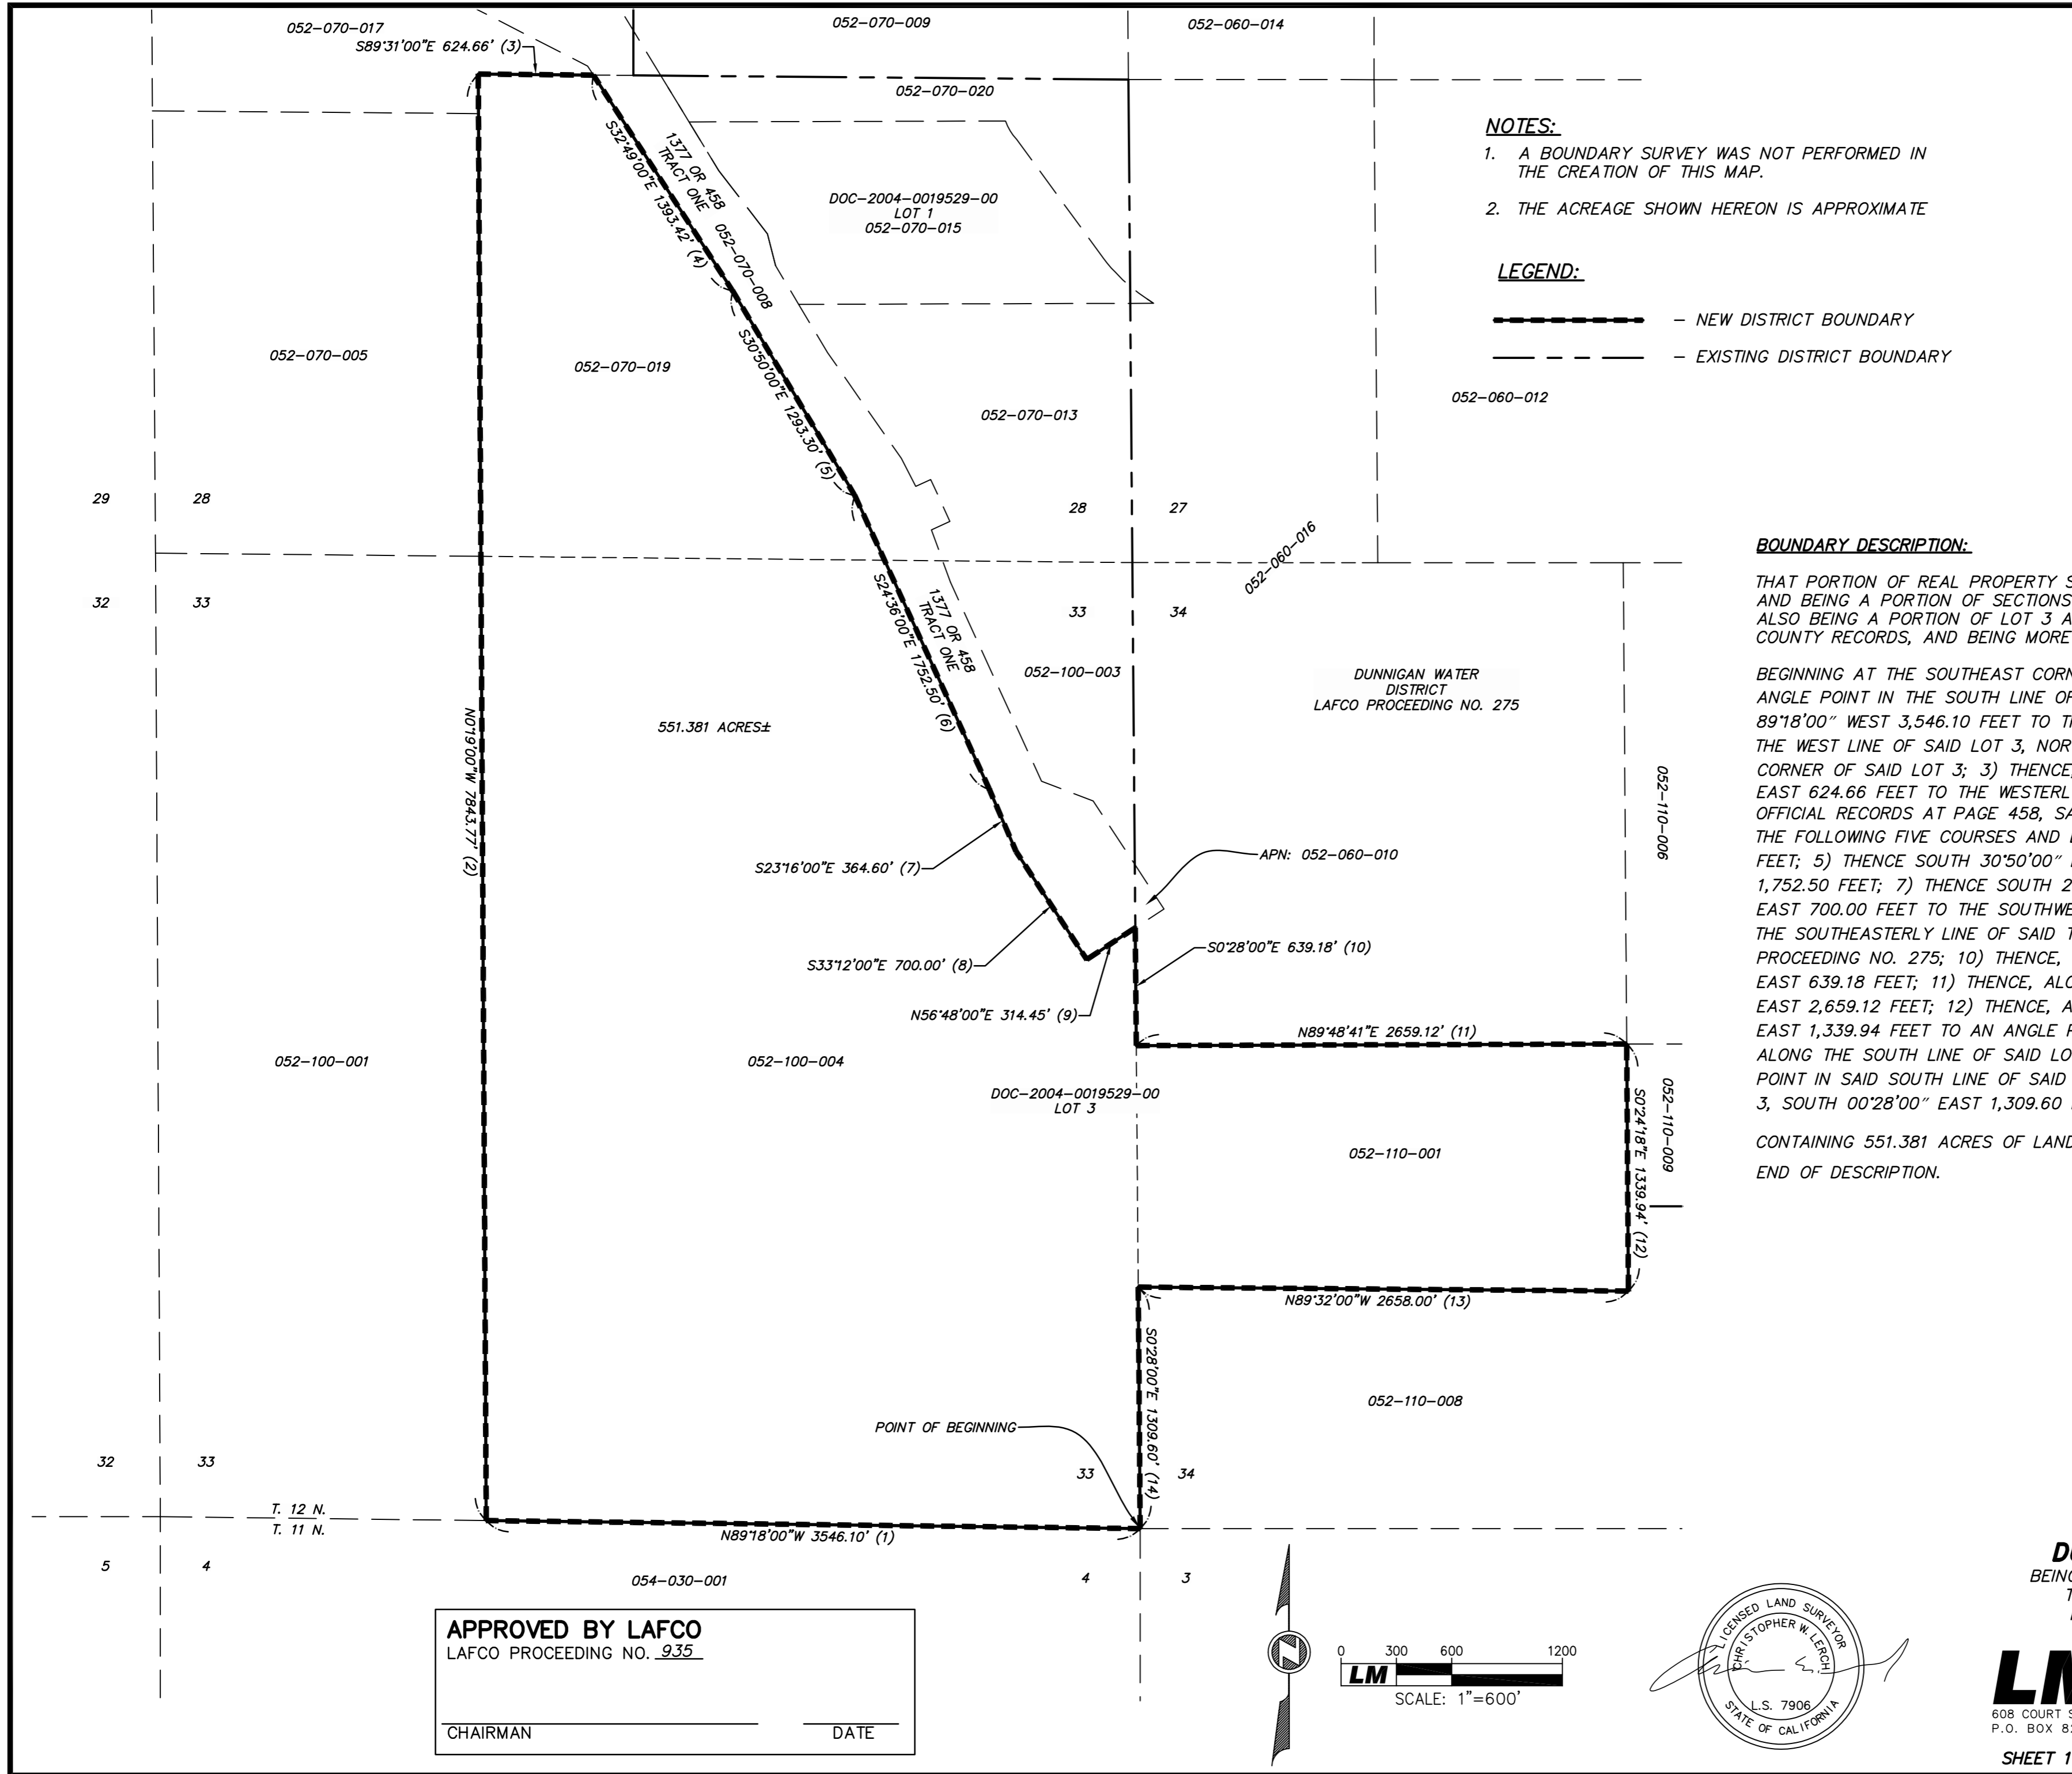 052-070-017
052-070-009
052-060-014
S89°31'00"E 624.66' (3)
052-070-020
S32°49'00"E 1393.42' (4)
1377 OR 458
TRACT ONE
052-070-008
DOC-2004-0019529-00
LOT 1
052-070-015
NOTES:
1. A BOUNDARY SURVEY WAS NOT PERFORMED IN
THE CREATION OF THIS MAP.
2. THE ACREAGE SHOWN HEREON IS APPROXIMATE
LEGEND:
– NEW DISTRICT BOUNDARY
– EXISTING DISTRICT BOUNDARY
052-070-005
052-070-019
S30°50'00"E 1293.30' (5)
052-070-013
052-060-012
29
28
28
27
052-060-016
32
33
33
34
S24°36'00"E 1752.50' (6)
1377 OR 458
TRACT ONE
052-100-003
DUNNIGAN WATER
DISTRICT
LAFCO PROCEEDING NO. 275
N0°19'00"W 7843.77' (2)
551.381 ACRES±
052-110-006
S23°16'00"E 364.60' (7)
APN: 052-060-010
S33°12'00"E 700.00' (8)
S0°28'00"E 639.18' (10)
N56°48'00"E 314.45' (9)
N89°48'41"E 2659.12' (11)
052-100-001
052-100-004
DOC-2004-0019529-00
LOT 3
052-110-001
S0°24'18"E 1339.94' (12)
052-110-009
N89°32'00"W 2658.00' (13)
S0°28'00"E 1309.60' (14)
052-110-008
POINT OF BEGINNING
32
33
33
34
T. 12 N.
T. 11 N.
N89°18'00"W 3546.10' (1)
5
4
054-030-001
4
3
BOUNDARY DESCRIPTION:
THAT PORTION OF REAL PROPERTY
AND BEING A PORTION OF SECTIONS
ALSO BEING A PORTION OF LOT 3
COUNTY RECORDS, AND BEING MORE
BEGINNING AT THE SOUTHEAST CORN
ANGLE POINT IN THE SOUTH LINE OF
89°18'00" WEST 3,546.10 FEET TO TH
THE WEST LINE OF SAID LOT 3, NOR
CORNER OF SAID LOT 3; 3) THENCE,
EAST 624.66 FEET TO THE WESTERL
OFFICIAL RECORDS AT PAGE 458, SA
THE FOLLOWING FIVE COURSES AND
FEET; 5) THENCE SOUTH 30°50'00"
1,752.50 FEET; 7) THENCE SOUTH 2
EAST 700.00 FEET TO THE SOUTHWE
THE SOUTHEASTERLY LINE OF SAID T
PROCEEDING NO. 275; 10) THENCE,
EAST 639.18 FEET; 11) THENCE, ALO
EAST 2,659.12 FEET; 12) THENCE, A
EAST 1,339.94 FEET TO AN ANGLE
ALONG THE SOUTH LINE OF SAID LO
POINT IN SAID SOUTH LINE OF SAID
3, SOUTH 00°28'00" EAST 1,309.60
CONTAINING 551.381 ACRES OF LAND
END OF DESCRIPTION.
APPROVED BY LAFCO
LAFCO PROCEEDING NO. 935
CHAIRMAN
DATE
N
0 300 600 1200
LM
SCALE: 1"=600'
LICENSED LAND SURVEYOR
CHRISTOPHER W. LERCH
L.S. 7906
STATE OF CALIFORNIA
BEING
LM
608 COURT
P.O. BOX
SHEET 1